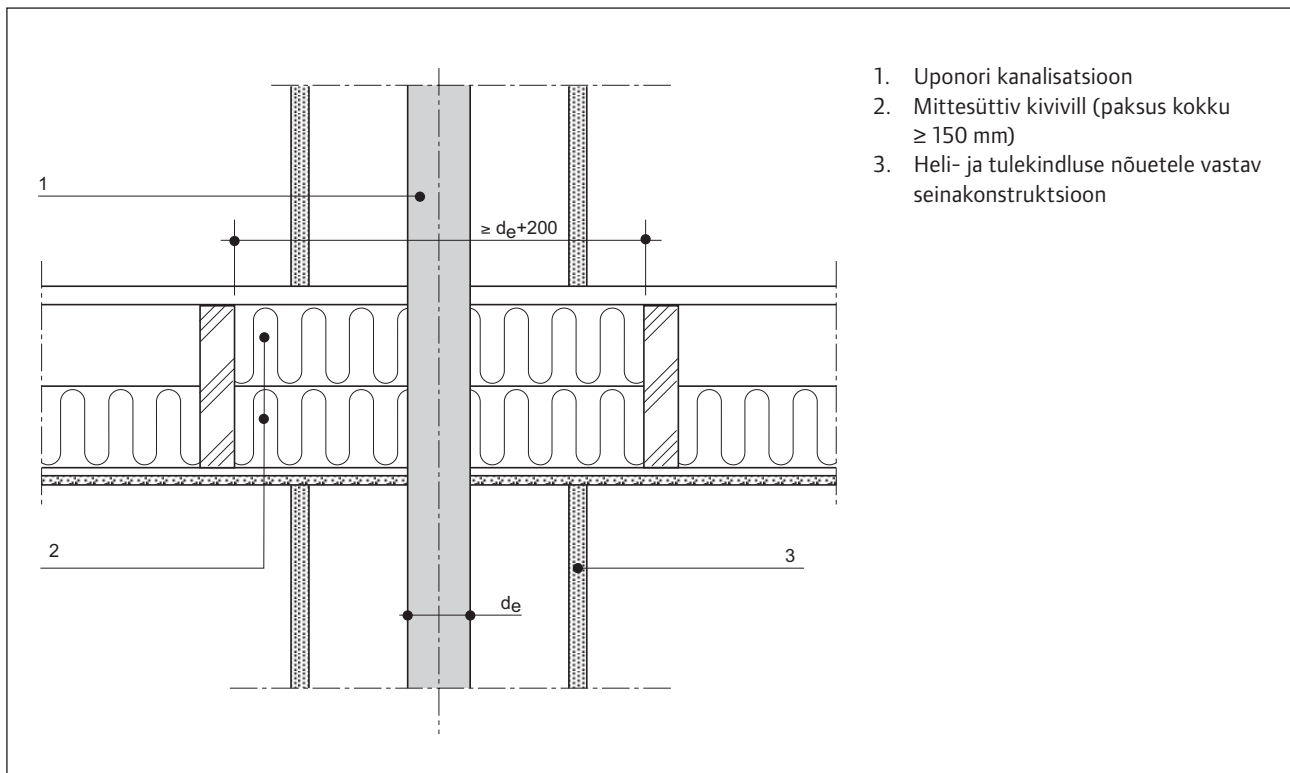 1. Uponori kanalisatsioon
2. Mittesüttiv kivivill (paksus kokku
≥ 150 mm)
3. Heli- ja tulekindluse nõuetele vastav
seinakonstruktsioon
1
≥ de+200
2
3
de